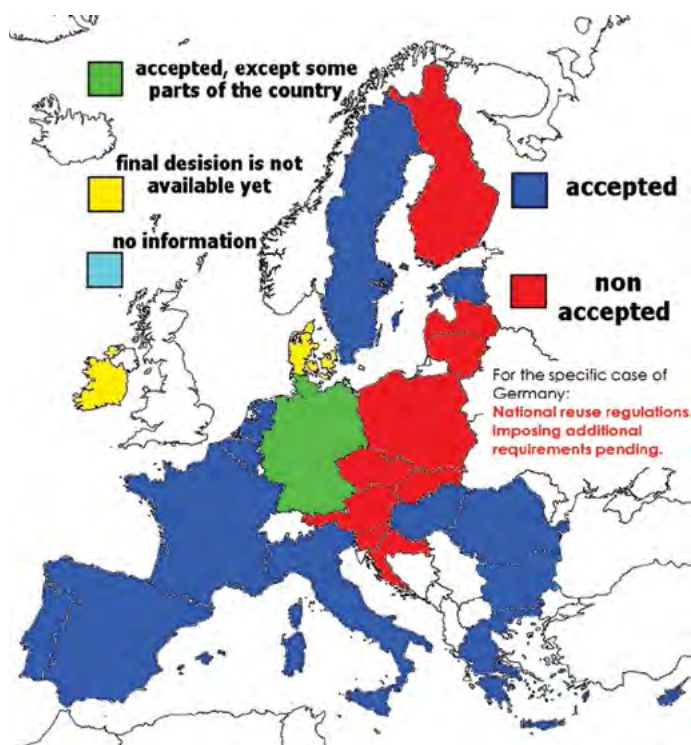 accepted, except some
parts of the country
final desision is not
available yet
no information
accepted
non
accepted
For the specific case of
Germany:
National reuse regulations
Imposing additional
requirements pending.